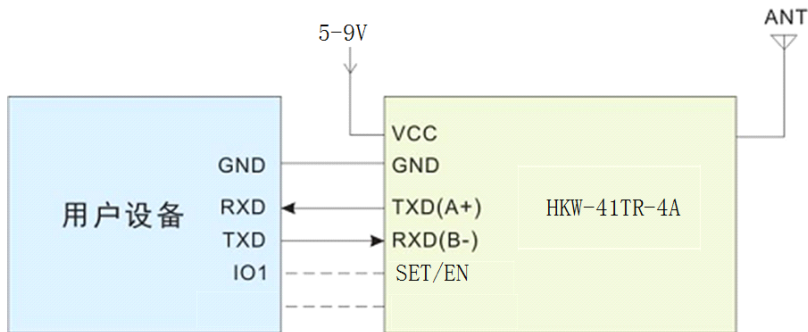 ANT
5-9V
VCC
GND
GND
用户设备
RXD
TXD(A+)
HKW-41TR-4A
TXD
RXD(B-)
IO1
SET/EN